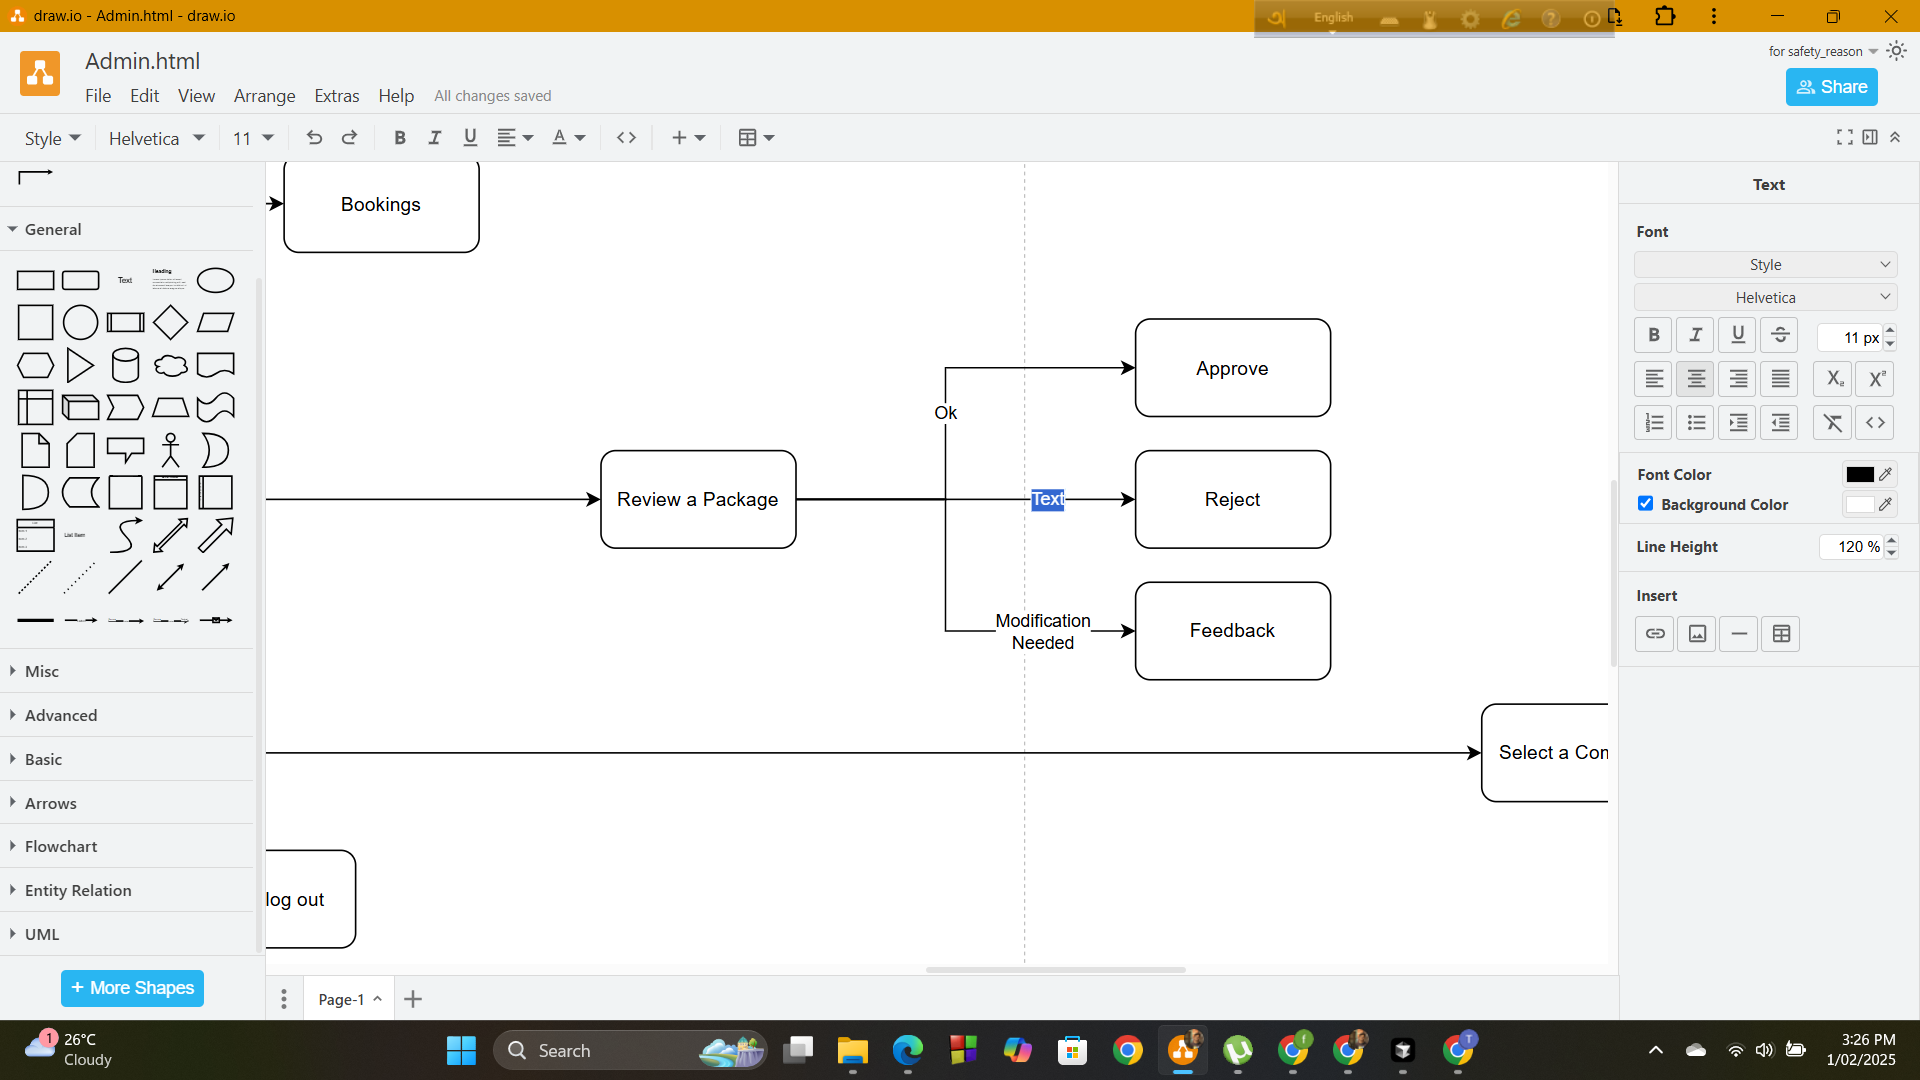 draw.io - Admin.html - draw.io
English
Admin.html
for safety_reason
File Edit View Arrange Extras Help All changes saved
Share
Style Helvetica 11
General
Text
Heading
List Item
Misc
Advanced
Basic
Arrows
Flowchart
Entity Relation
UML
+ More Shapes
Bookings
Approve
Ok
Review a Package
Text
Reject
Modification
Needed
Feedback
Select a Con
log out
Page-1
Text
Font
Style
Helvetica
11 px
Font Color
Background Color
Line Height
120 %
Insert
1
26°C
Cloudy
Search
f
T
3:26 PM
1/02/2025